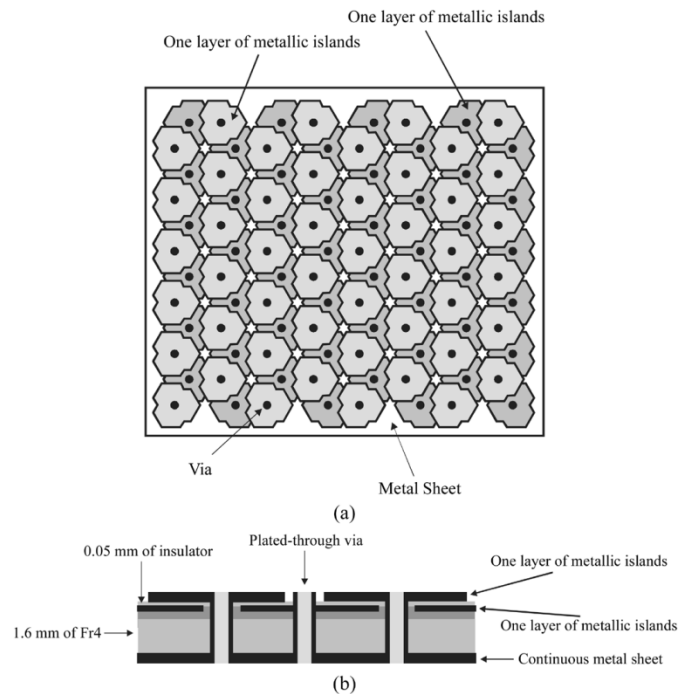 One layer of metallic islands
One layer of metallic islands
Via
Metal Sheet
(a)
Plated-through via
0.05 mm of insulator
One layer of metallic islands
One layer of metallic islands
1.6 mm of Fr4
Continuous metal sheet
(b)